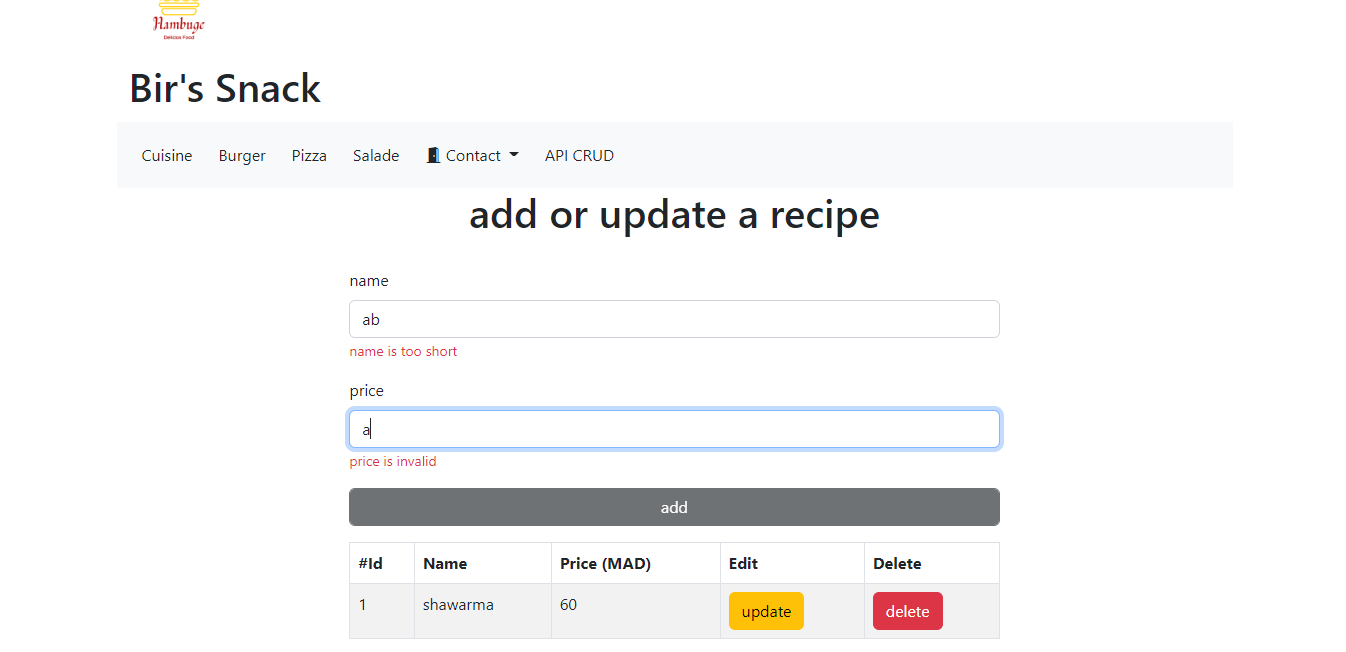 Hambuge
Delicios Food
Bir's Snack
Cuisine Burger Pizza Salade Contact API CRUD
add or update a recipe
name
ab
name is too short
price
a
price is invalid
add
#Id Name Price (MAD) Edit Delete
1 shawarma 60 update delete